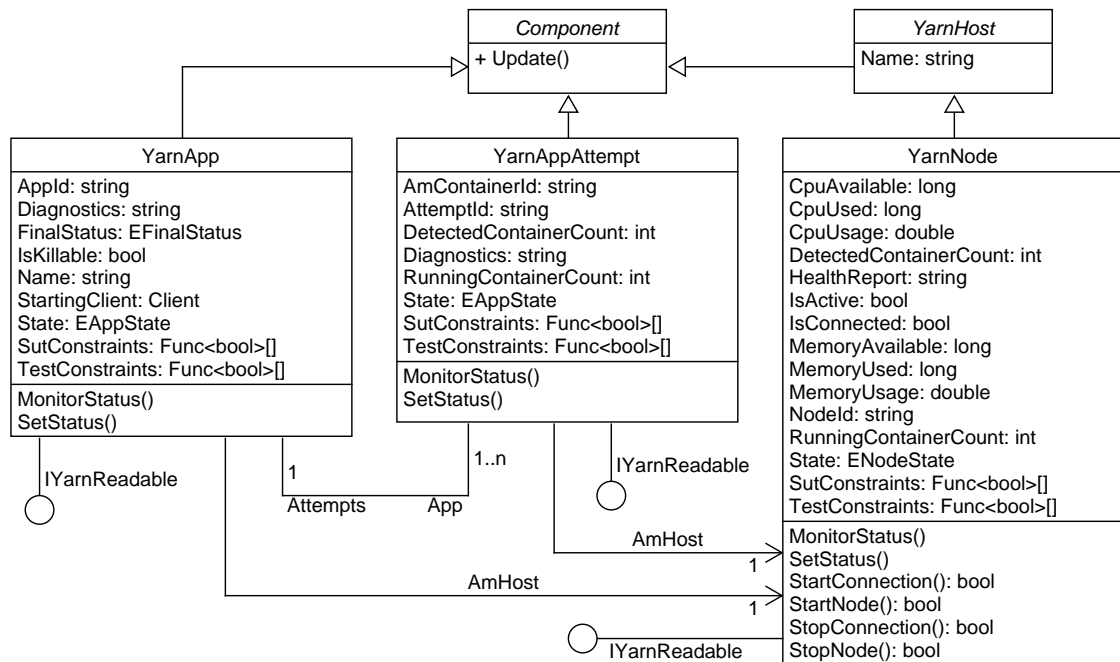 Component
+ Update()
YarnHost
Name: string
YarnApp
AppId: string
Diagnostics: string
FinalStatus: EFinalStatus
IsKillable: bool
Name: string
StartingClient: Client
State: EAppState
SutConstraints: Func<bool>[]
TestConstraints: Func<bool>[]
MonitorStatus()
SetStatus()
YarnAppAttempt
AmContainerId: string
AttemptId: string
DetectedContainerCount: int
Diagnostics: string
RunningContainerCount: int
State: EAppState
SutConstraints: Func<bool>[]
TestConstraints: Func<bool>[]
MonitorStatus()
SetStatus()
YarnNode
CpuAvailable: long
CpuUsed: long
CpuUsage: double
DetectedContainerCount: int
HealthReport: string
IsActive: bool
IsConnected: bool
MemoryAvailable: long
MemoryUsed: long
MemoryUsage: double
NodeId: string
RunningContainerCount: int
State: ENodeState
SutConstraints: Func<bool>[]
TestConstraints: Func<bool>[]
MonitorStatus()
SetStatus()
StartConnection(): bool
StartNode(): bool
StopConnection(): bool
StopNode(): bool
IYarnReadable
1
Attempts
1..n
App
IYarnReadable
AmHost
1
AmHost
1
IYarnReadable